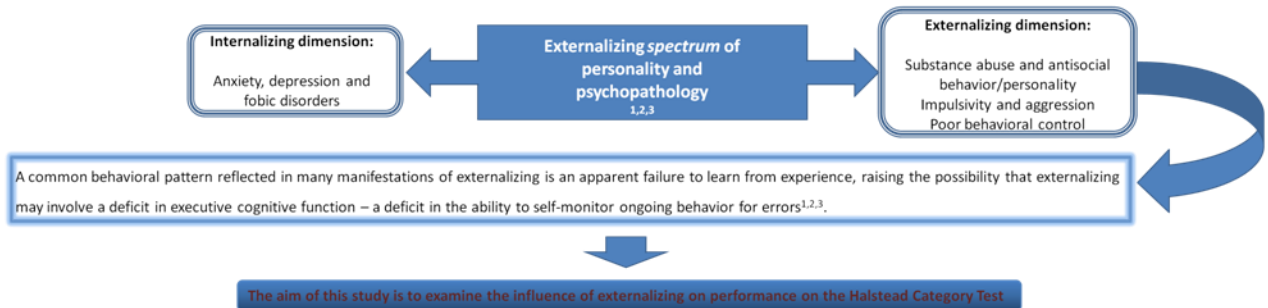 Internalizing dimension:
Anxiety, depression and
fobic disorders
Externalizing spectrum of
personality and
psychopathology
1,2,3
Externalizing dimension:
Substance abuse and antisocial
behavior/personality
Impulsivity and aggression
Poor behavioral control
A common behavioral pattern reflected in many manifestations of externalizing is an apparent failure to learn from experience, raising the possibility that externalizing
may involve a deficit in executive cognitive function – a deficit in the ability to self-monitor ongoing behavior for errors1,2,3.
The aim of this study is to examine the influence of externalizing on performance on the Halstead Category Test